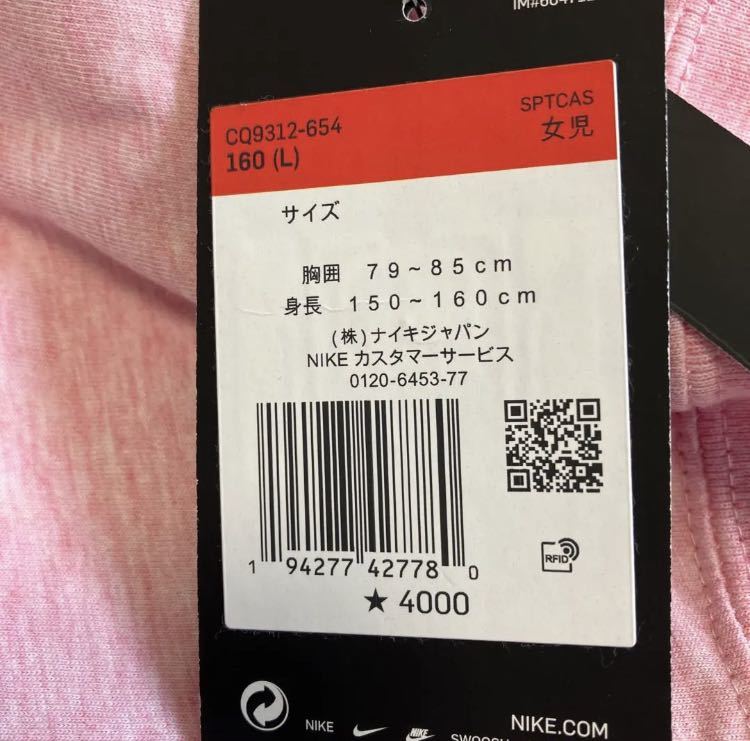 CQ9312-654
160 (L)
SPTCAS
女児
サイズ
胸囲 79~85cm
身長 150~160cm
(株)ナイキジャパン
NIKE カスタマーサービス
0120-6453-77
1 94277 42778 0
RFID
★ 4000
NIKE
NIKE
NIKE.COM